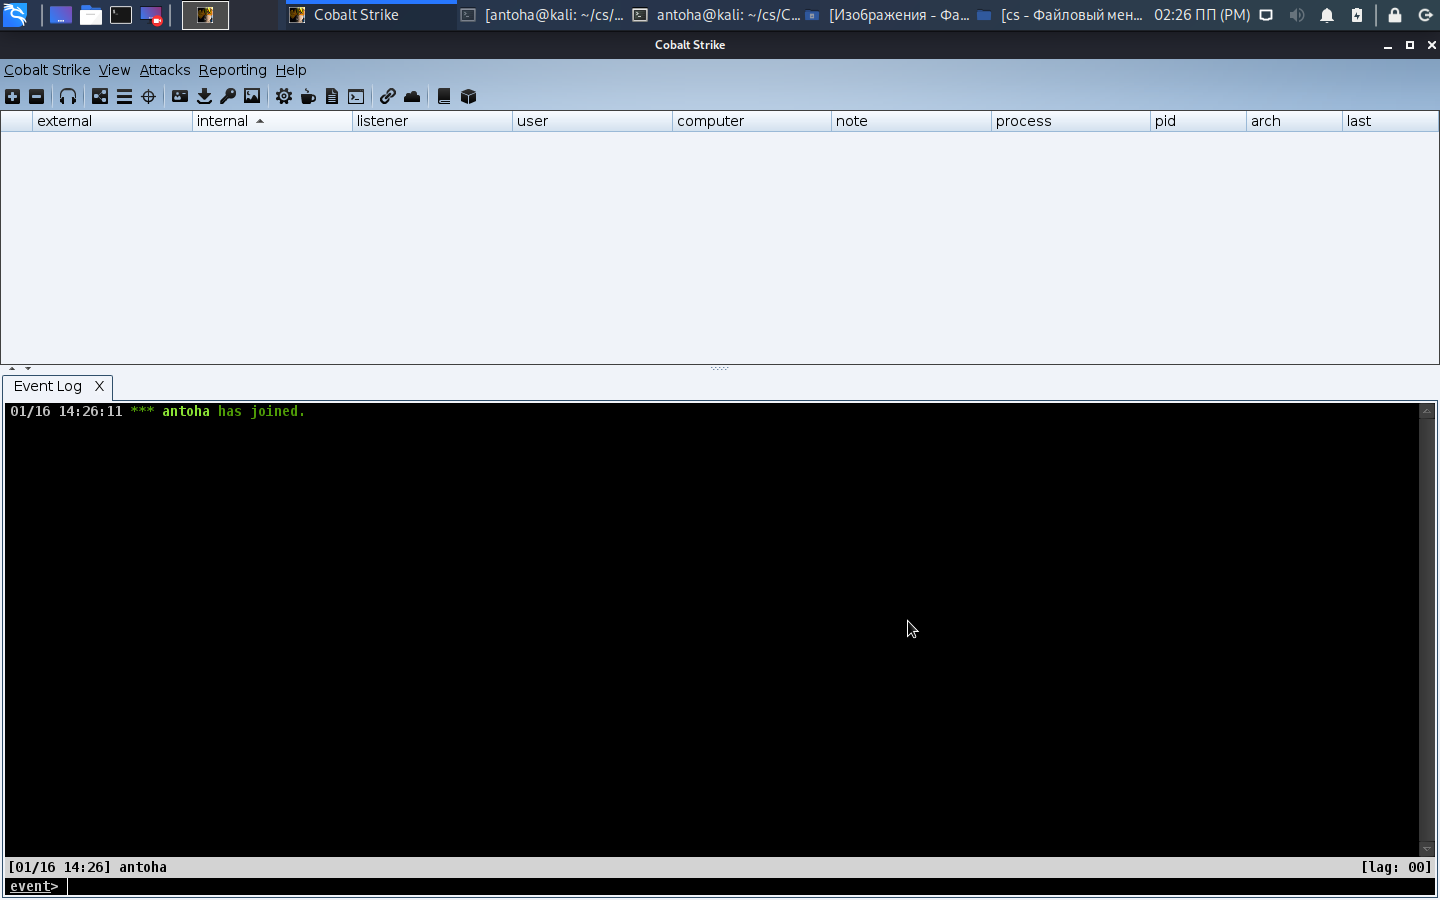 Cobalt Strike [antoha@kali: ~/cs/... antoha@kali: ~/cs/C... [Изображения - Фа... [cs - Файловый мен... 02:26 ПП (PM)
Cobalt Strike
Cobalt Strike View Attacks Reporting Help
external internal listener user computer note process pid arch last
Event Log X
01/16 14:26:11 *** antoha has joined.
[01/16 14:26] antoha [lag: 00]
event>